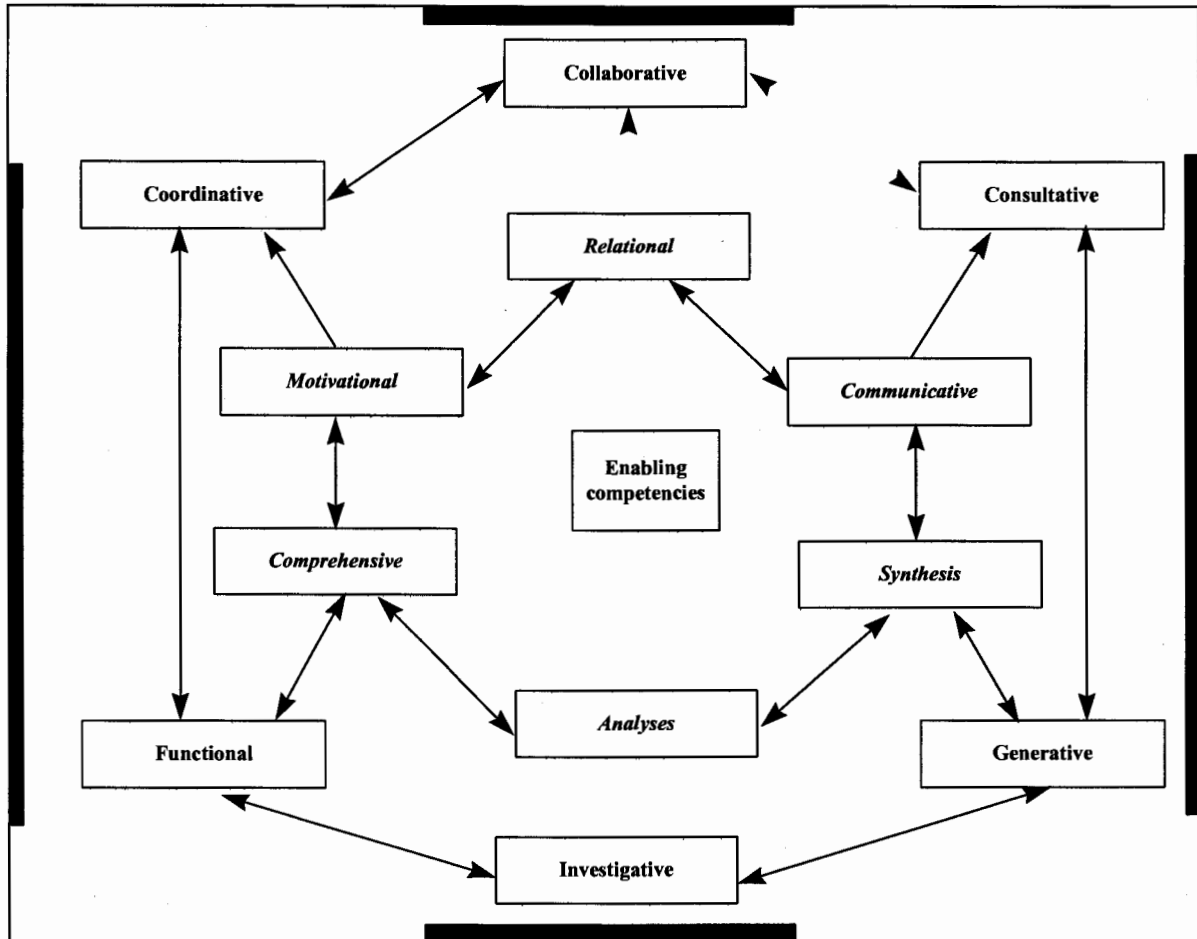 Collaborative
Coordinative
Consultative
Relational
Motivational
Communicative
Enabling
competencies
Comprehensive
Synthesis
Analyses
Functional
Generative
Investigative